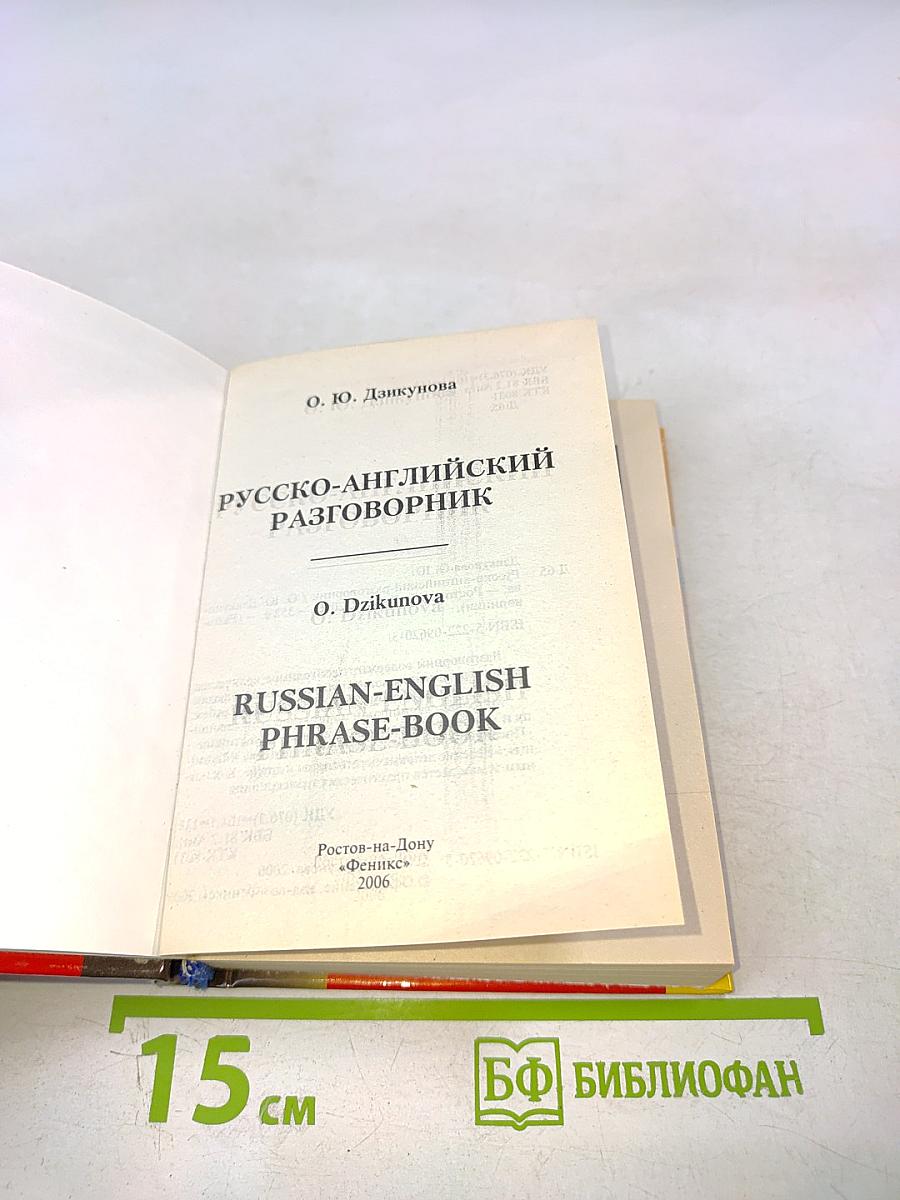 О. Ю. Дзикунова
РУССКО-АНГЛИЙСКИЙ
РАЗГОВОРНИК
O. Dzikunova
RUSSIAN-ENGLISH
PHRASE-BOOK
Ростов-на-Дону
«Феникс»
2006
15 см
БФ БИБЛИОФАН